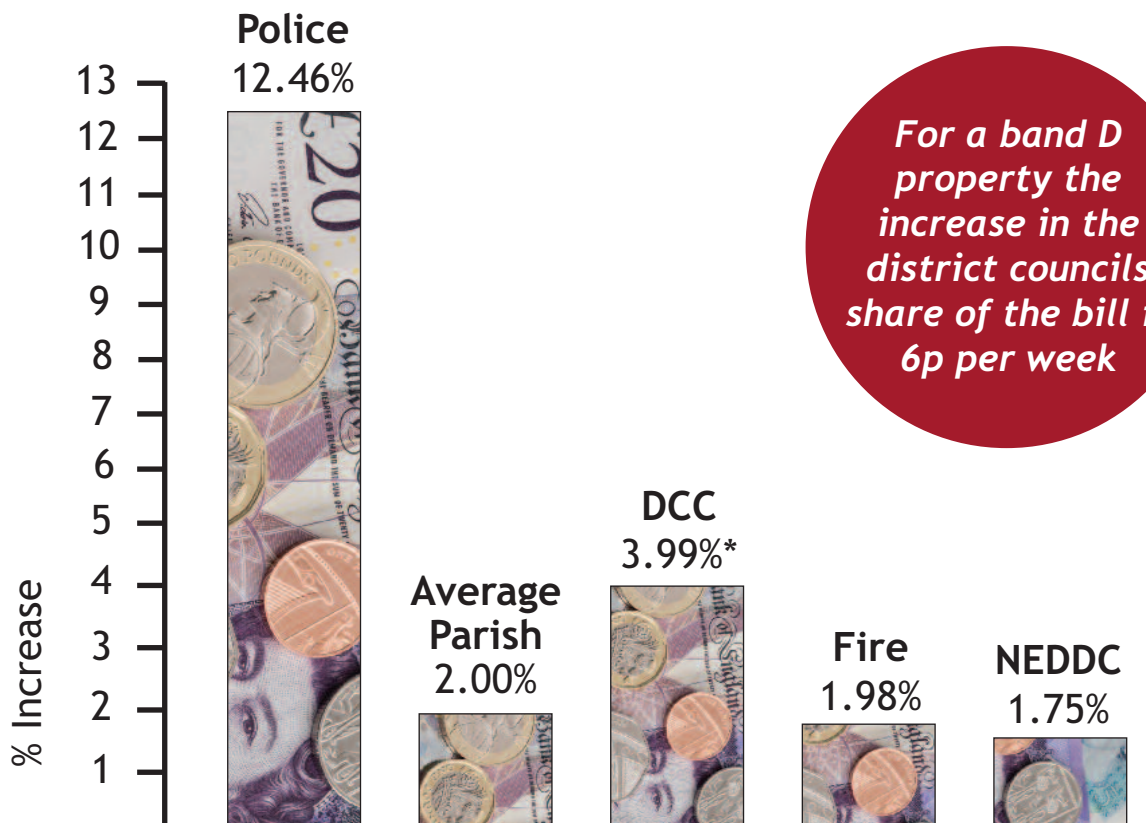 Police
12.46%
13
12
11
10
9
8
7
6
5
4
3
2
1
% Increase
Average
Parish
2.00%
DCC
3.99%*
Fire
1.98%
NEDDC
1.75%
For a band D
property the
increase in the
district councils
share of the bill
6p per week
£20